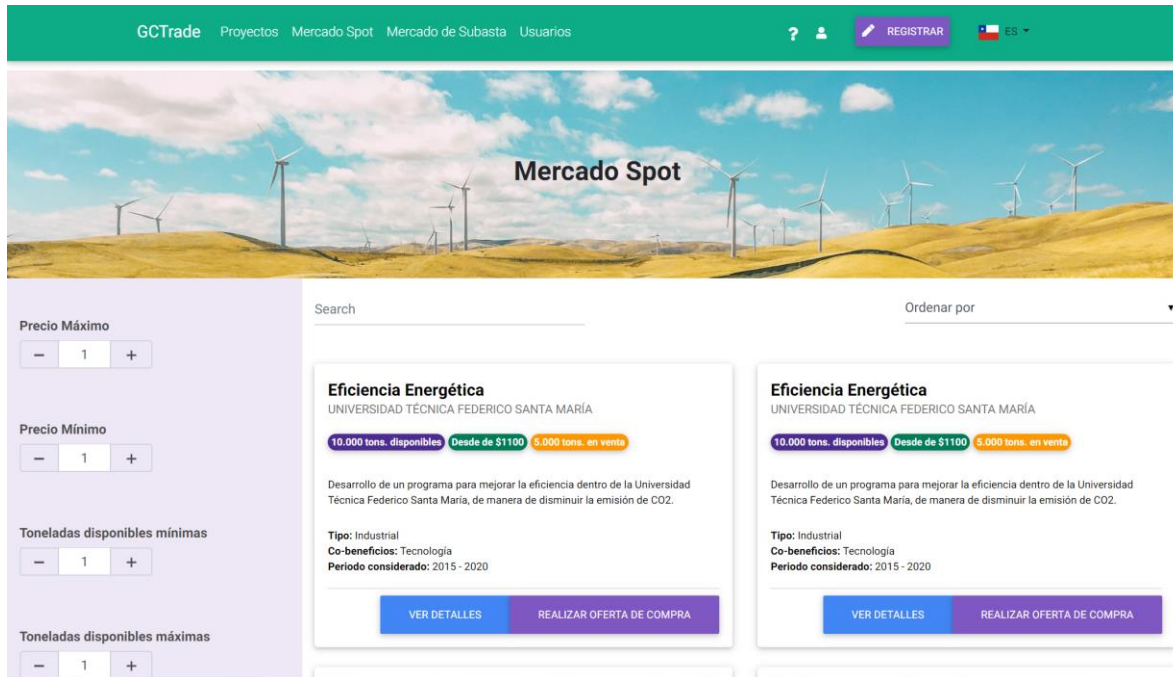 GCTrade Proyectos Mercado Spot Mercado de Subasta Usuarios ? REGISTRAR ES
Mercado Spot
Precio Máximo
− 1 +
Precio Mínimo
− 1 +
Toneladas disponibles mínimas
− 1 +
Toneladas disponibles máximas
− 1 +
Search
Ordenar por
Eficiencia Energética
UNIVERSIDAD TÉCNICA FEDERICO SANTA MARÍA
10.000 tons. disponibles Desde de $1100 5.000 tons. en venta
Desarrollo de un programa para mejorar la eficiencia dentro de la Universidad
Técnica Federico Santa María, de manera de disminuir la emisión de CO2.
Tipo: Industrial
Co-beneficios: Tecnología
Periodo considerado: 2015 - 2020
VER DETALLES REALIZAR OFERTA DE COMPRA
Eficiencia Energética
UNIVERSIDAD TÉCNICA FEDERICO SANTA MARÍA
10.000 tons. disponibles Desde de $1100 5.000 tons. en venta
Desarrollo de un programa para mejorar la eficiencia dentro de la Universidad
Técnica Federico Santa María, de manera de disminuir la emisión de CO2.
Tipo: Industrial
Co-beneficios: Tecnología
Periodo considerado: 2015 - 2020
VER DETALLES REALIZAR OFERTA DE COMPRA